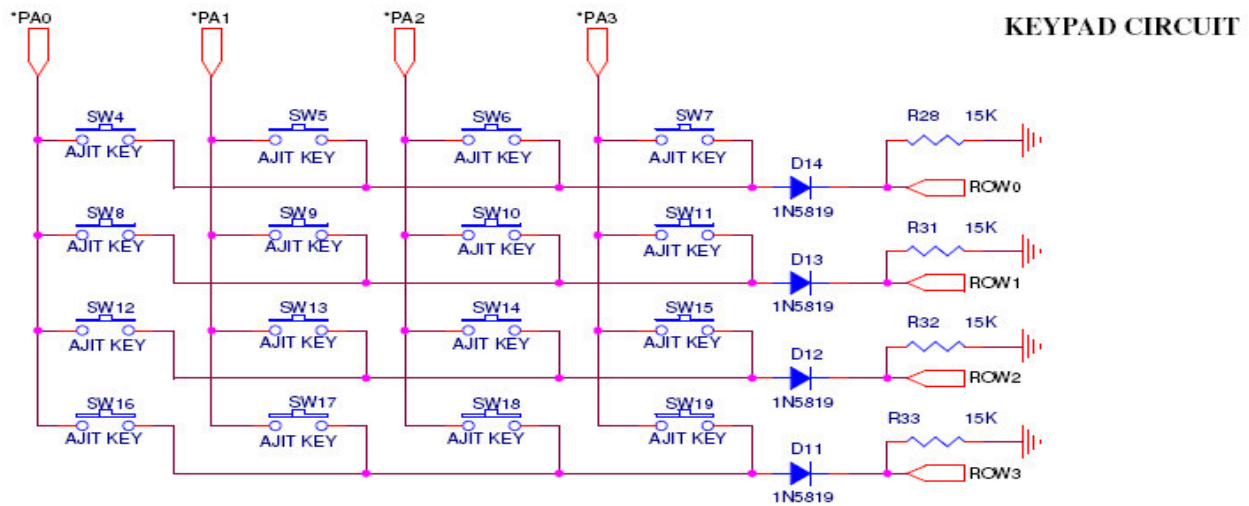 *PA0 *PA1 *PA2 *PA3
KEYPAD CIRCUIT
SW4 SW5 SW6 SW7 R28 15K
AJIT KEY AJIT KEY AJIT KEY AJIT KEY
D14
ROW0
1N5819
SW8 SW9 SW10 SW11 R31 15K
AJIT KEY AJIT KEY AJIT KEY AJIT KEY
D13
ROW1
1N5819
SW12 SW13 SW14 SW15 R32 15K
AJIT KEY AJIT KEY AJIT KEY AJIT KEY
D12
ROW2
1N5819
SW16 SW17 SW18 SW19 R33 15K
AJIT KEY AJIT KEY AJIT KEY AJIT KEY
D11
ROW3
1N5819